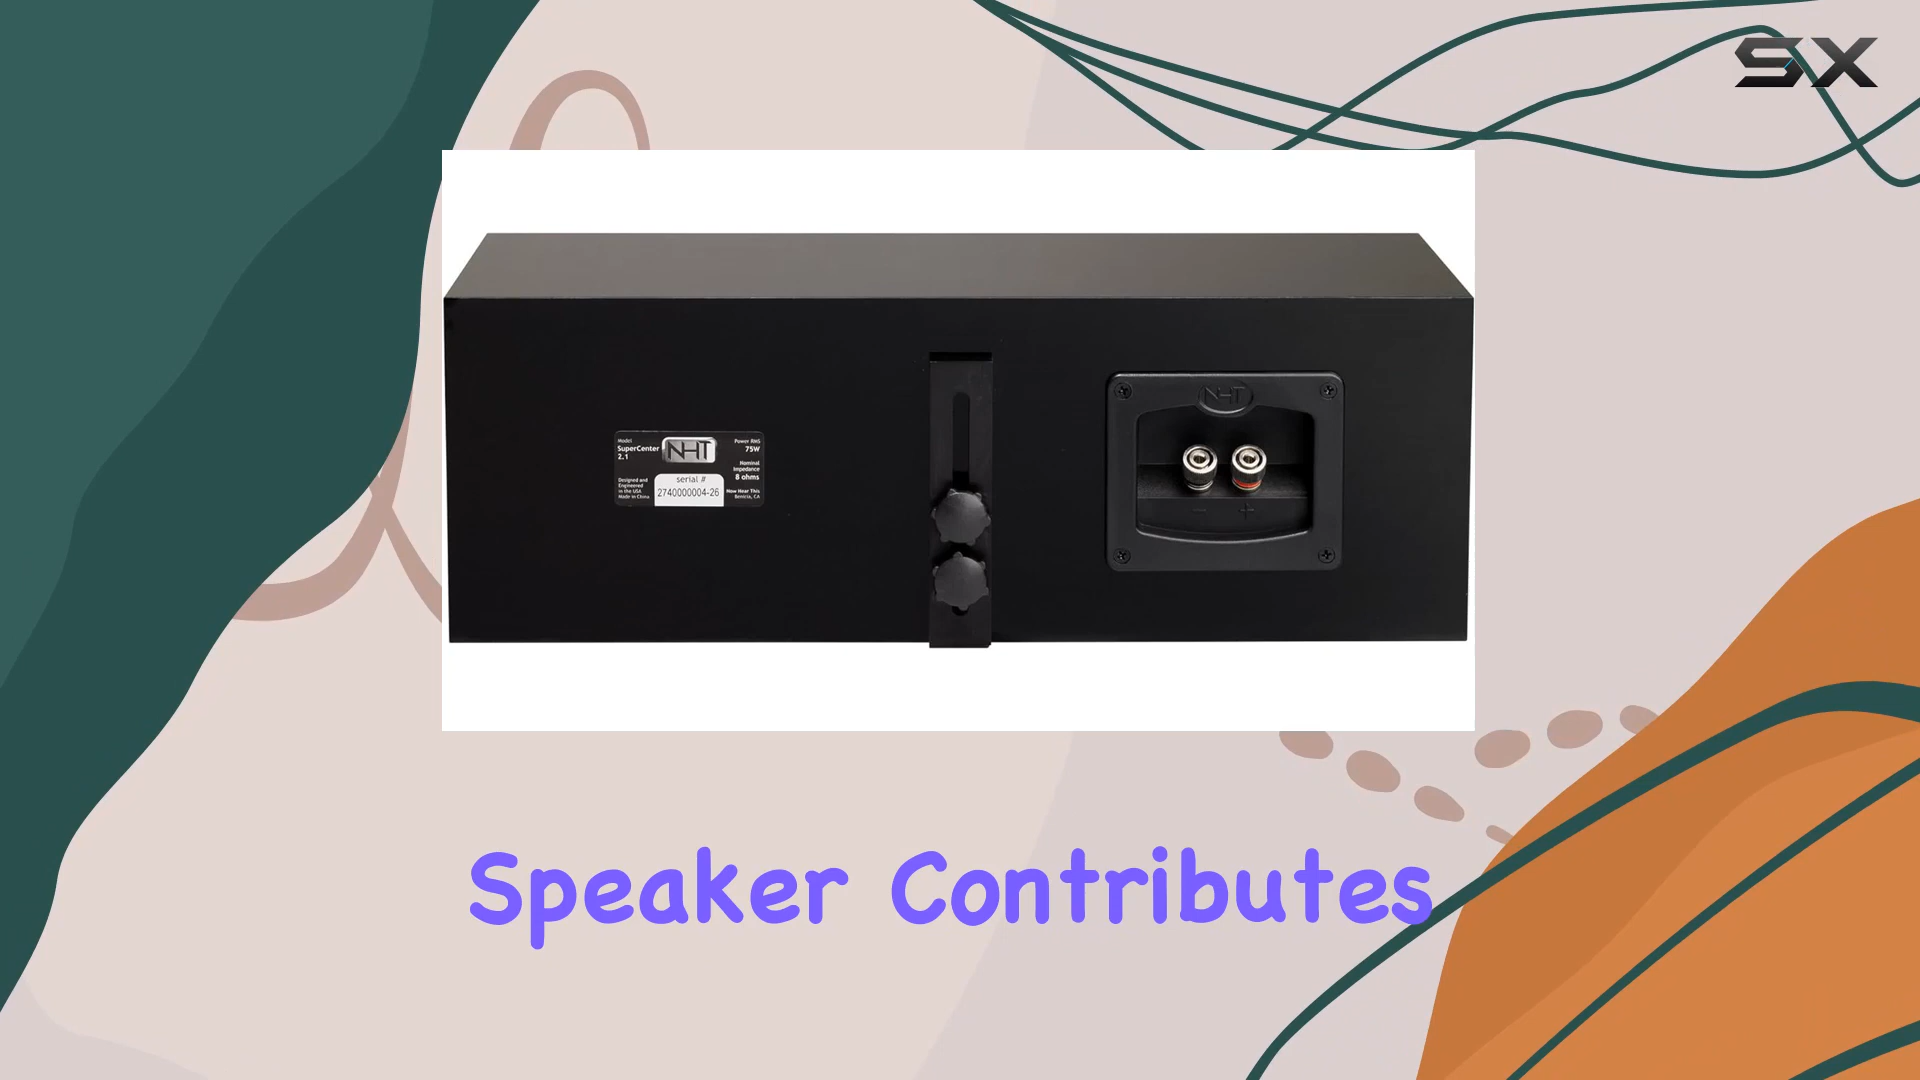 SX
NHT
Model
SuperCenter
2.1
NHT
Power RMS
75W
Nominal
Impedance
8 ohms
Designed and
Engineered
in the USA
Made in China
serial #
2740000004-26
Now Hear This
Benicia, CA
- +
Speaker Contributes